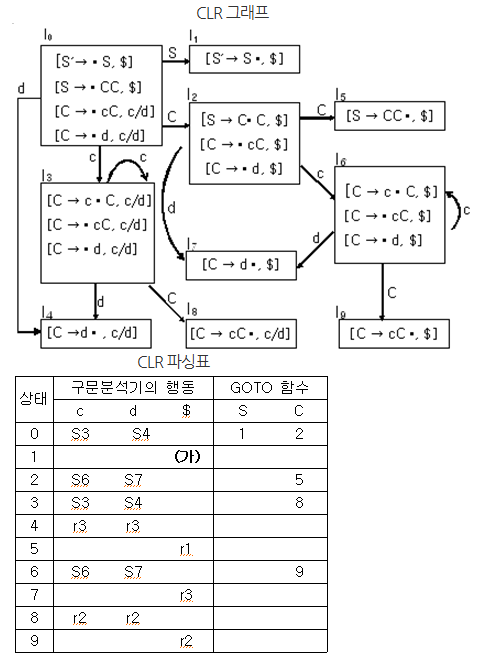 CLR 그래프
I₀
[S´→ • S, $]
[S → • CC, $]
[C → • cC, c/d]
[C → • d, c/d]
S
I₁
[S´→ S •, $]
d
C
I₂
[S → C• C, $]
[C → • cC, $]
[C → • d, $]
C
I₅
[S → CC •, $]
c
c
c
I₃
[C → c • C, c/d]
[C → • cC, c/d]
[C → • d, c/d]
I₆
[C → c • C, $]
[C → • cC, $]
[C → • d, $]
c
d
d
I₇
[C → d •, $]
d
C
C
I₄
[C →d •, c/d]
I₈
[C → cC •, c/d]
I₉
[C → cC •, $]
CLR 파싱표
상태 구문분석기의 행동 GOTO 함수
c d $ S C
0 S3 S4 1 2
1 (가)
2 S6 S7 5
3 S3 S4 8
4 r3 r3
5 r1
6 S6 S7 9
7 r3
8 r2 r2
9 r2